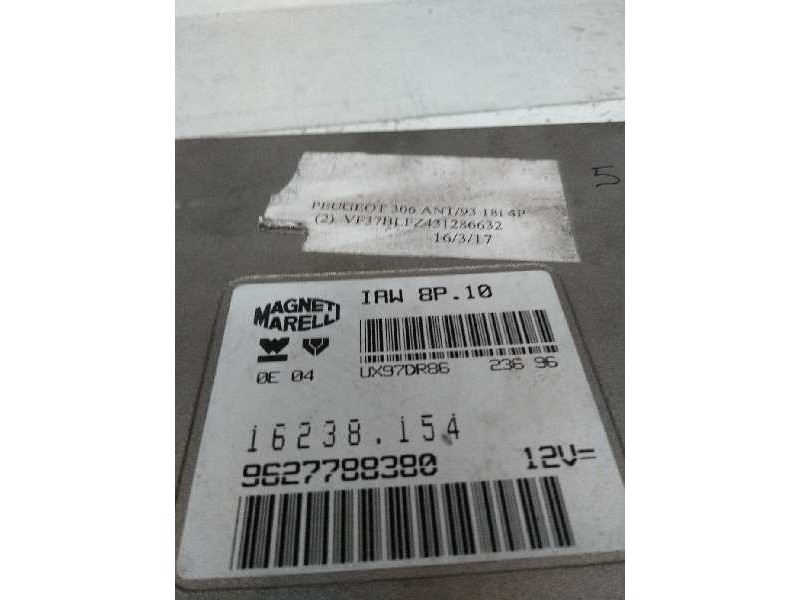 PEUGEOT 306 ANT/93 18i 4P
(2) VF37BLFZ431286632
16/3/17
5
MAGNETI
MARELLI
IAW 8P.10
UX97DR86 236 96
0E 04
16238.154
9627788380 12V=